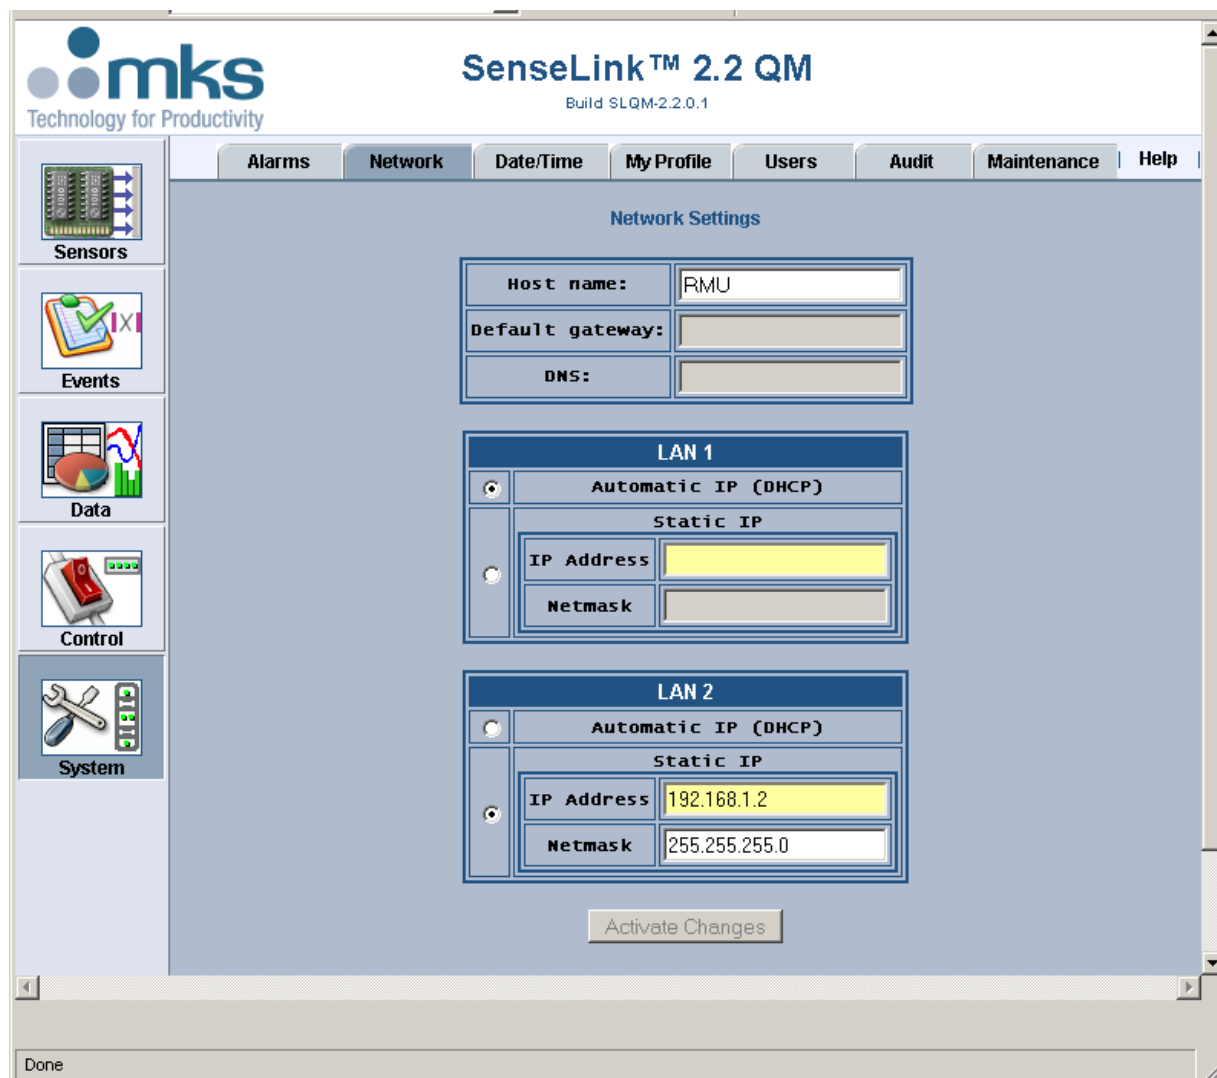 mks
Technology for Productivity
SenseLink™ 2.2 QM
Build SLQM-2.2.0.1
Alarms Network Date/Time My Profile Users Audit Maintenance | Help |
Sensors
Events
Data
Control
System
Network Settings
Host name: RMU
Default gateway:
DNS:
LAN 1
Automatic IP (DHCP)
Static IP
IP Address
Netmask
LAN 2
Automatic IP (DHCP)
Static IP
IP Address 192.168.1.2
Netmask 255.255.255.0
Activate Changes
Done